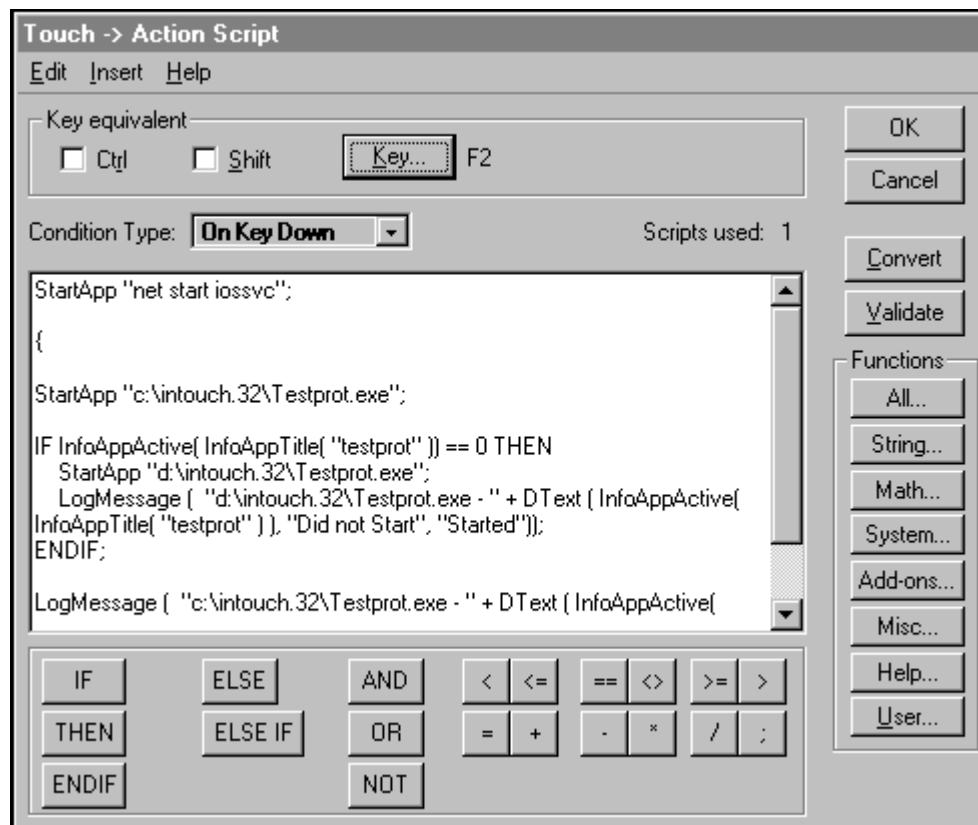 Touch -> Action Script
Edit Insert Help
Key equivalent
Ctrl Shift Key... F2
OK
Cancel
Condition Type: On Key Down Scripts used: 1
Convert
Validate
StartApp "net start iossvc";
{
StartApp "c:\intouch.32\Testprot.exe";
IF InfoAppActive( InfoAppTitle( "testprot" )) == 0 THEN
StartApp "d:\intouch.32\Testprot.exe";
LogMessage (  "d:\intouch.32\Testprot.exe - " + DText ( InfoAppActive(
InfoAppTitle( "testprot" ) ), "Did not Start", "Started"));
ENDIF;
LogMessage (  "c:\intouch.32\Testprot.exe - " + DText ( InfoAppActive(
Functions
All...
String...
Math...
System...
Add-ons...
Misc...
Help...
User...
IF ELSE AND < <= == <> >= >
THEN ELSE IF OR = + - * / ;
ENDIF NOT